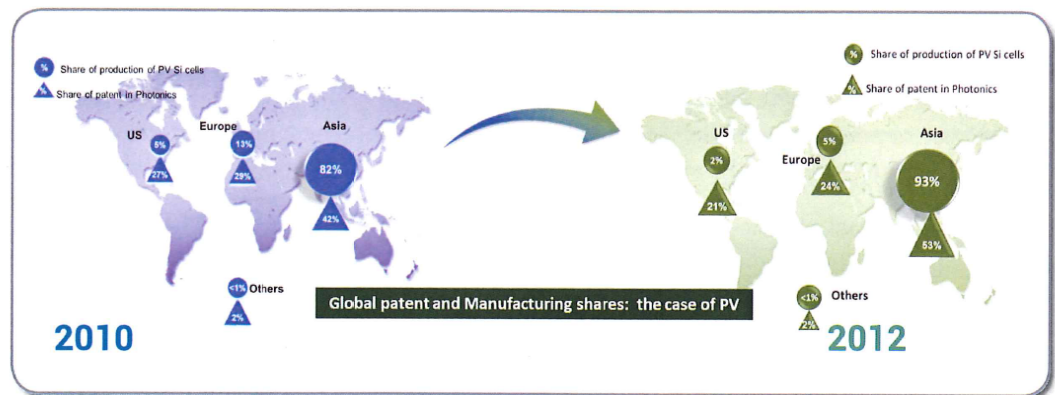 %
Share of production of PV Si cells
%
Share of patent in Photonics
US
5%
27%
Europe
13%
29%
Asia
82%
42%
<1%
Others
2%
2010
%
Share of production of PV Si cells
%
Share of patent in Photonics
US
2%
21%
Europe
5%
24%
Asia
93%
53%
<1%
Others
2%
2012
Global patent and Manufacturing shares: the case of PV